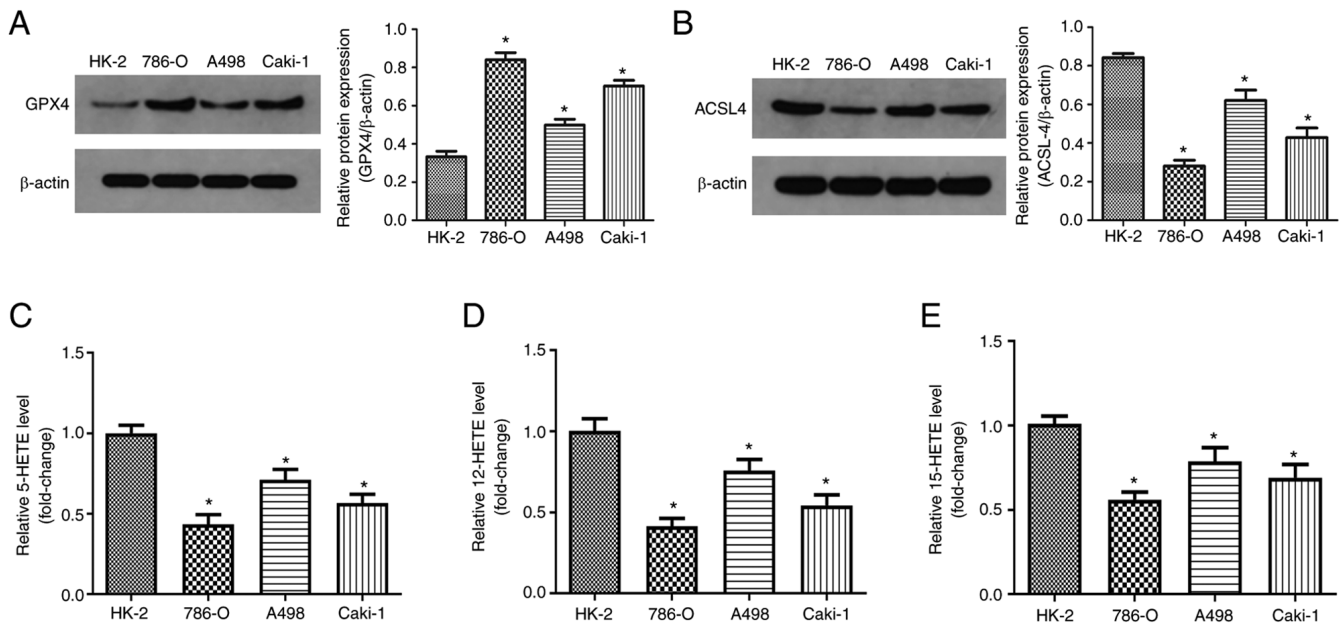 A
HK-2 786-O A498 Caki-1
GPX4
β-actin
Relative protein expression
(GPX4/β-actin)
1.0
0.8
0.6
0.4
0.2
0.0
*
*
*
HK-2 786-O A498 Caki-1
B
HK-2 786-O A498 Caki-1
ACSL4
β-actin
Relative protein expression
(ACSL-4/β-actin)
1.0
0.8
0.6
0.4
0.2
0.0
*
*
*
HK-2 786-O A498 Caki-1
C
Relative 5-HETE level
(fold-change)
1.5
1.0
0.5
0.0
*
*
*
HK-2 786-O A498 Caki-1
D
Relative 12-HETE level
(fold-change)
1.5
1.0
0.5
0.0
*
*
*
HK-2 786-O A498 Caki-1
E
Relative 15-HETE level
(fold-change)
1.5
1.0
0.5
0.0
*
*
*
HK-2 786-O A498 Caki-1